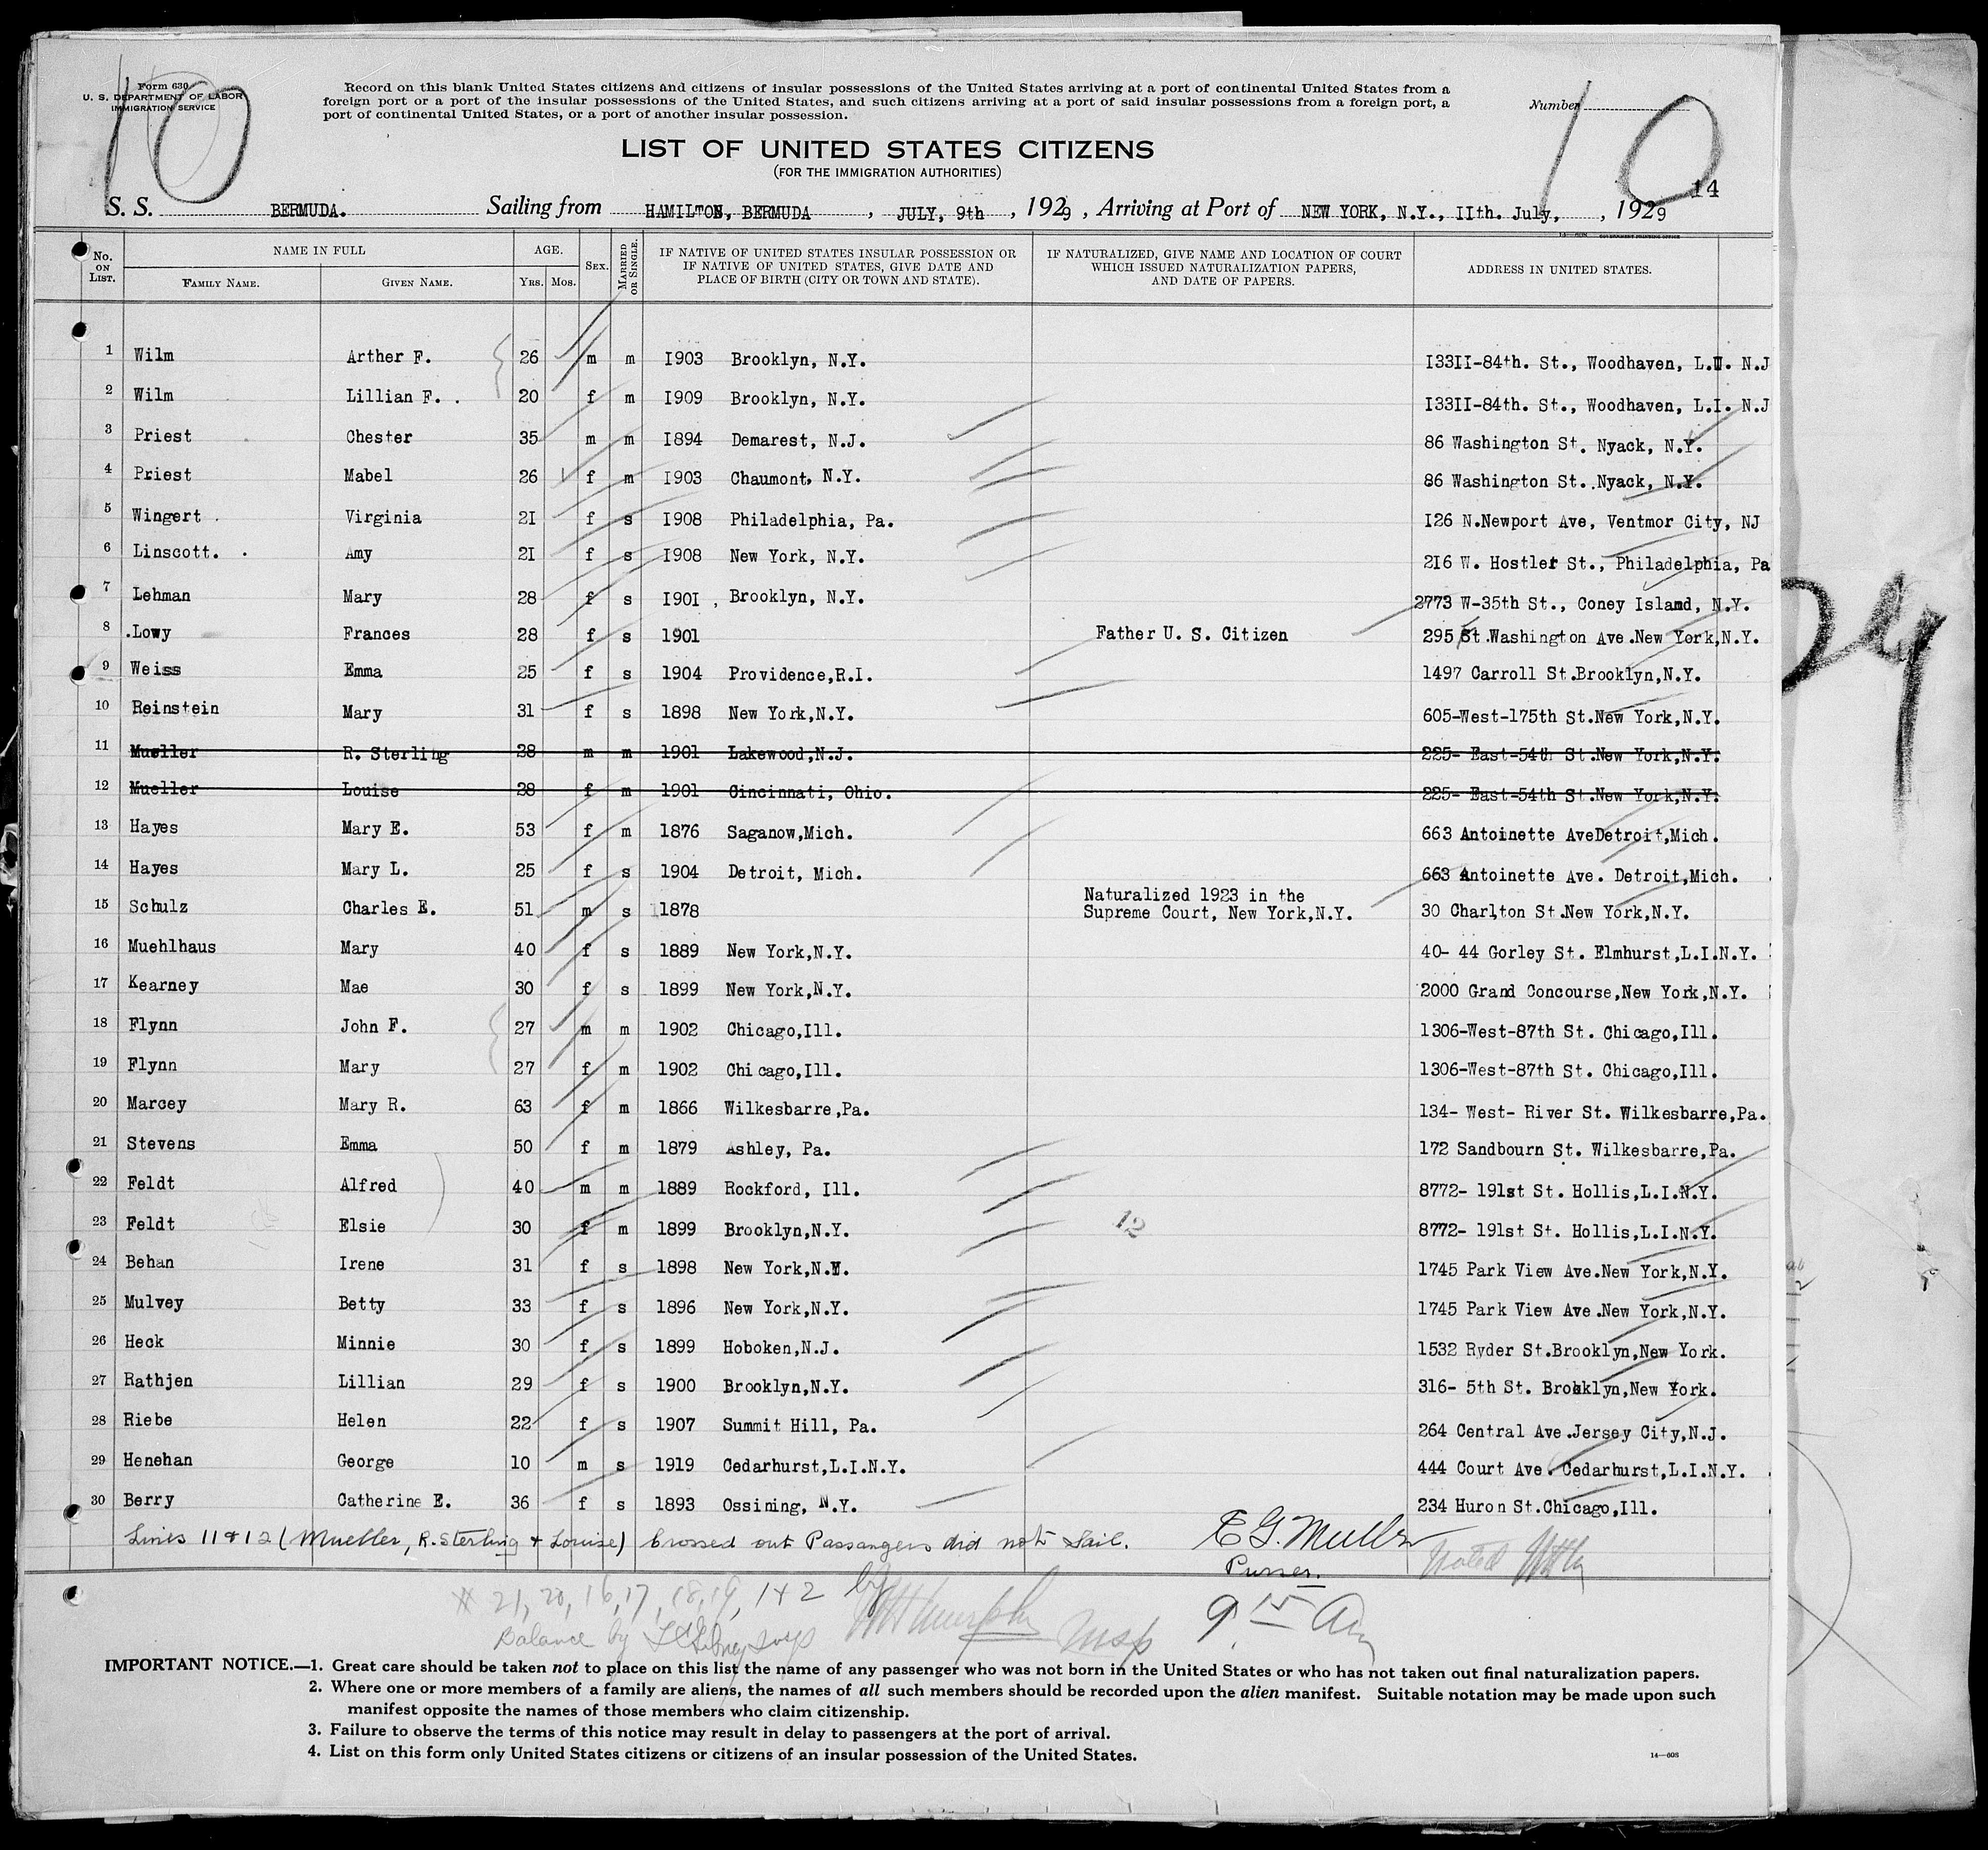 Form 630
U. S. DEPARTMENT OF LABOR
IMMIGRATION SERVICE
10
Record on this blank United States citizens and citizens of insular possessions of the United States arriving at a port of continental United States from a
foreign port or a port of the insular possessions of the United States, and such citizens arriving at a port of said insular possessions from a foreign port, a
port of continental United States, or a port of another insular possession.
Number
10
14
LIST OF UNITED STATES CITIZENS
(FOR THE IMMIGRATION AUTHORITIES)
S. S. BERMUDA. Sailing from HAMILTON, BERMUDA, JULY, 9th, 1929, Arriving at Port of NEW YORK, N.Y., IIth. July, , 1929
No. ON LIST. NAME IN FULL FAMILY NAME. GIVEN NAME. AGE. YRS. MOS. SEX. MARRIED OR SINGLE. IF NATIVE OF UNITED STATES INSULAR POSSESSION OR IF NATIVE OF UNITED STATES, GIVE DATE AND PLACE OF BIRTH (CITY OR TOWN AND STATE). IF NATURALIZED, GIVE NAME AND LOCATION OF COURT WHICH ISSUED NATURALIZATION PAPERS, AND DATE OF PAPERS. ADDRESS IN UNITED STATES.
1 Wilm Arther F. 26 m m I903 Brooklyn, N.Y. I33II-84th. St., Woodhaven, L.I. N.J
2 Wilm Lillian F. . 20 f m I909 Brooklyn, N.Y. I33II-84th. St., Woodhaven, L.I. N.J
3 Priest Chester 35 m m I894 Demarest, N.J. 86 Washington St. Nyack, N.Y.
4 Priest Mabel 26 f m I903 Chaumont, N.Y. 86 Washington St. .Nyack, N.Y.
5 Wingert . Virginia 2I f s I908 Philadelphia, Pa. I26 N.Newport Ave, Ventmor City, NJ
6 Linscott. . Amy 2I f s I908 New York, N.Y. 2I6 W. Hostler St., Philadelphia, Pa
7 Lehman Mary 28 f s I90I , Brooklyn, N.Y. 2773 W-35th St., Coney Island, N.Y.
8 .Lowy Frances 28 f s 1901 Father U. S. Citizen 295 Ft.Washington Ave.New York,N.Y.
9 Weiss Emma 25 f s 1904 Providence,R.I. 1497 Carroll St.Brooklyn,N.Y.
10 Reinstein Mary 31 f s 1898 New York,N.Y. 605-West-175th St.New York,N.Y.
11 Mueller R. Sterling 28 m m 1901 Lakewood,N.J. 225- East-54th St.New York,N.Y.
12 Mueller Louise 28 f m 1901 Cincinnati, Ohio. 225- East-54th St.New York,N.Y.
13 Hayes Mary E. 53 f m 1876 Saganow,Mich. 663 Antoinette AveDetroit,Mich.
14 Hayes Mary L. 25 f s 1904 Detroit, Mich. 663 Antoinette Ave. Detroit,Mich.
15 Schulz Charles E. 51 m s 1878 Naturalized 1923 in the Supreme Court, New York,N.Y. 30 Charlton St.New York,N.Y.
16 Muehlhaus Mary 40 f s 1889 New York,N.Y. 40- 44 Gorley St. Elmhurst,L.I.N.Y.
17 Kearney Mae 30 f s 1899 New York,N.Y. 2000 Grand Concourse,New York,N.Y.
18 Flynn John F. 27 m m 1902 Chicago,Ill. 1306-West-87th St. Chicago,Ill.
19 Flynn Mary 27 f m 1902 Chicago,Ill. 1306-West-87th St. Chicago,Ill.
20 Marcey Mary R. 63 f m 1866 Wilkesbarre,Pa. 134- West- River St. Wilkesbarre,Pa.
21 Stevens Emma 50 f m 1879 Ashley, Pa. 172 Sandbourn St. Wilkesbarre,Pa.
22 Feldt Alfred 40 m m 1889 Rockford, Ill. 8772- 191st St. Hollis,L.I.N.Y.
23 Feldt Elsie 30 f m 1899 Brooklyn,N.Y. 12 8772- 191st St. Hollis,L.I.N.Y.
24 Behan Irene 31 f s 1898 New York,N.Y. 1745 Park View Ave.New York,N.Y.
25 Mulvey Betty 33 f s 1896 New York,N.Y. 1745 Park View Ave.New York,N.Y.
26 Heck Minnie 30 f s 1899 Hoboken,N.J. 1532 Ryder St.Brooklyn,New York.
27 Rathjen Lillian 29 f s 1900 Brooklyn,N.Y. 316- 5th St. Brooklyn,New York.
28 Riebe Helen 22 f s 1907 Summit Hill, Pa. 264 Central Ave.Jersey City,N.J.
29 Henehan George 10 m s 1919 Cedarhurst,L.I.N.Y. 444 Court Ave. Cedarhurst,L.I.N.Y.
30 Berry Catherine E. 36 f s 1893 Ossining, N.Y. 234 Huron St.Chicago,Ill.
Lines 11 & 12 (Mueller, R. Sterling & Louise) Crossed out Passangers did not Sail. E G. Muller
Purser. Noted
# 21, 20, 16, 17, 18, 19, 1 + 2 by WH Murphy Insp
Balance by Insp 9 15 Am
IMPORTANT NOTICE.—1. Great care should be taken not to place on this list the name of any passenger who was not born in the United States or who has not taken out final naturalization papers.
2. Where one or more members of a family are aliens, the names of all such members should be recorded upon the alien manifest. Suitable notation may be made upon such
manifest opposite the names of those members who claim citizenship.
3. Failure to observe the terms of this notice may result in delay to passengers at the port of arrival.
4. List on this form only United States citizens or citizens of an insular possession of the United States.
14—608